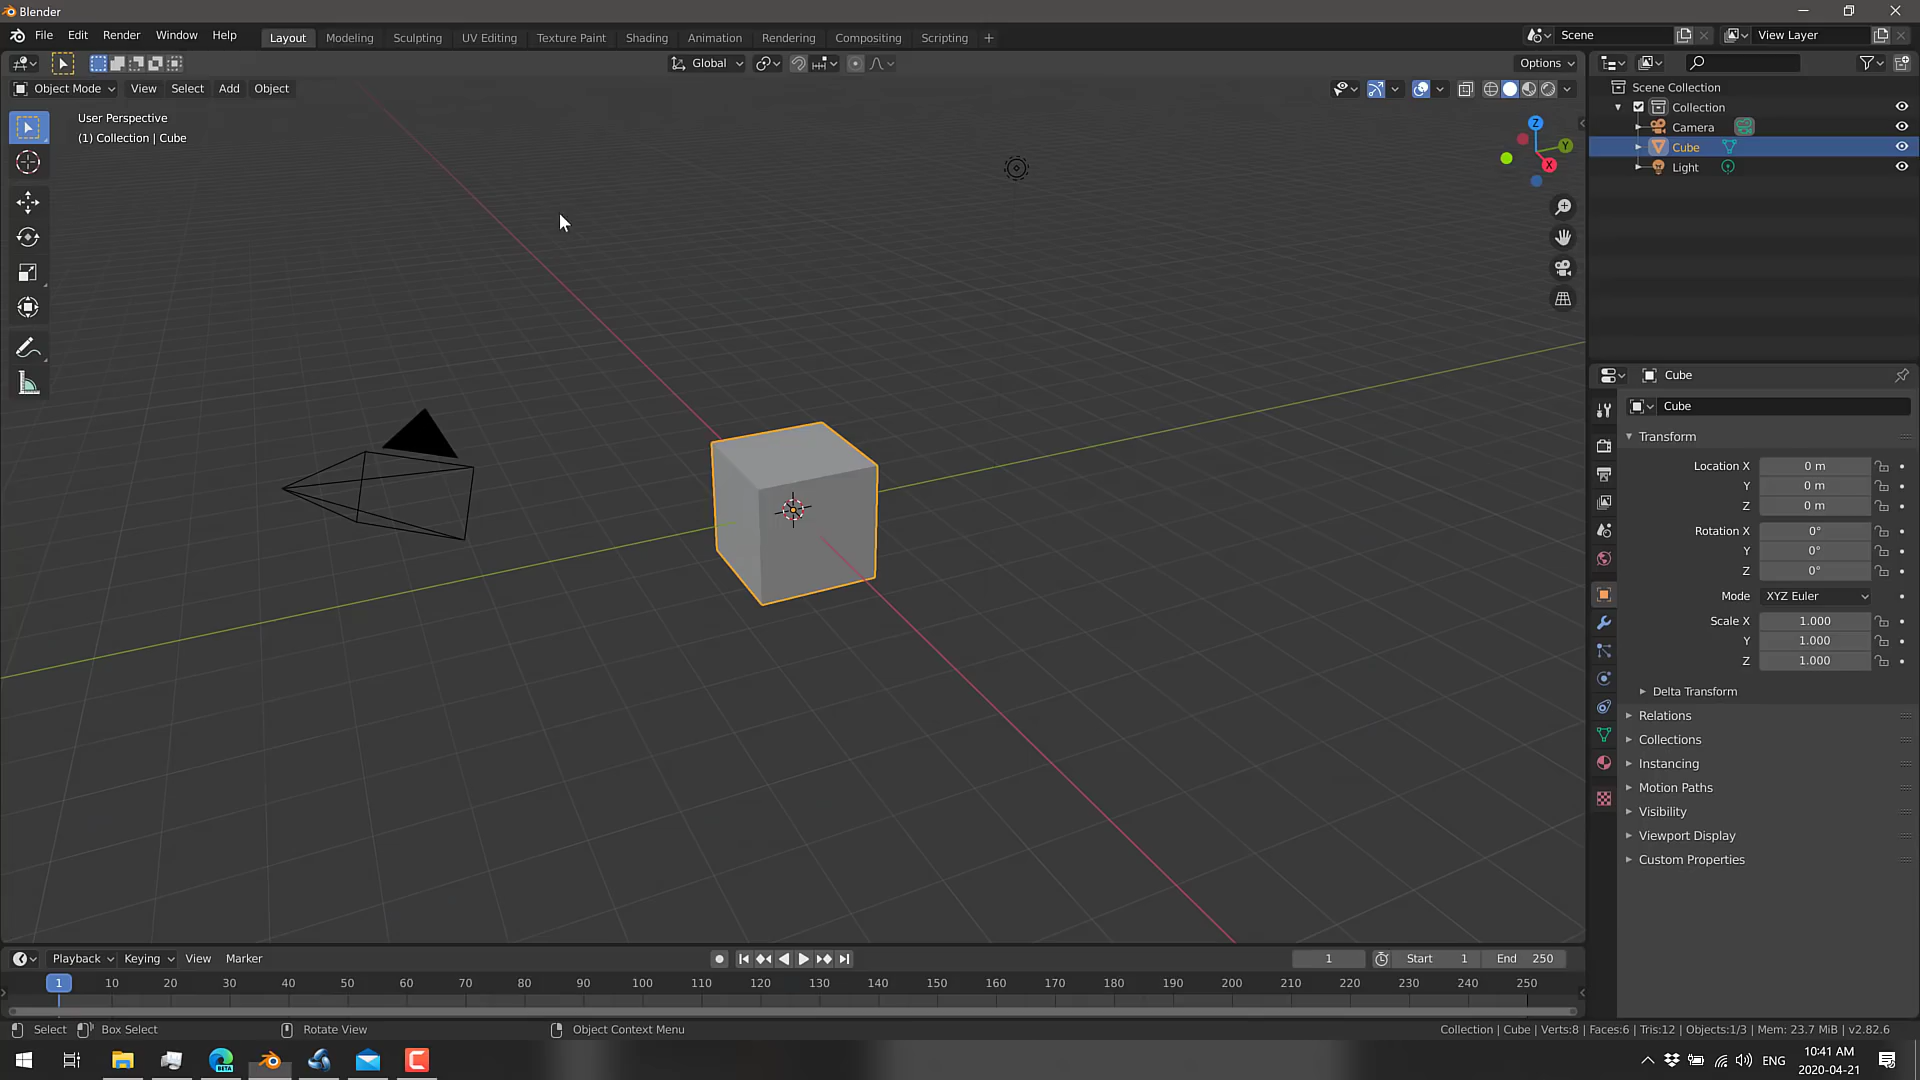 Blender
File Edit Render Window Help Layout Modeling Sculpting UV Editing Texture Paint Shading Animation Rendering Compositing Scripting + Scene View Layer
Global Options
Object Mode View Select Add Object
User Perspective
(1) Collection | Cube
Z
Y
X
Scene Collection
Collection
Camera
Cube
Light
Cube
Cube
Transform
Location X 0 m
Y 0 m
Z 0 m
Rotation X 0°
Y 0°
Z 0°
Mode XYZ Euler
Scale X 1.000
Y 1.000
Z 1.000
Delta Transform
Relations
Collections
Instancing
Motion Paths
Visibility
Viewport Display
Custom Properties
Playback Keying View Marker 1 Start 1 End 250
1 10 20 30 40 50 60 70 80 90 100 110 120 130 140 150 160 170 180 190 200 210 220 230 240 250
Select Box Select Rotate View Object Context Menu Collection | Cube | Verts:8 | Faces:6 | Tris:12 | Objects:1/3 | Mem: 23.7 MiB | v2.82.6
BETA C ENG 10:41 AM
2020-04-21